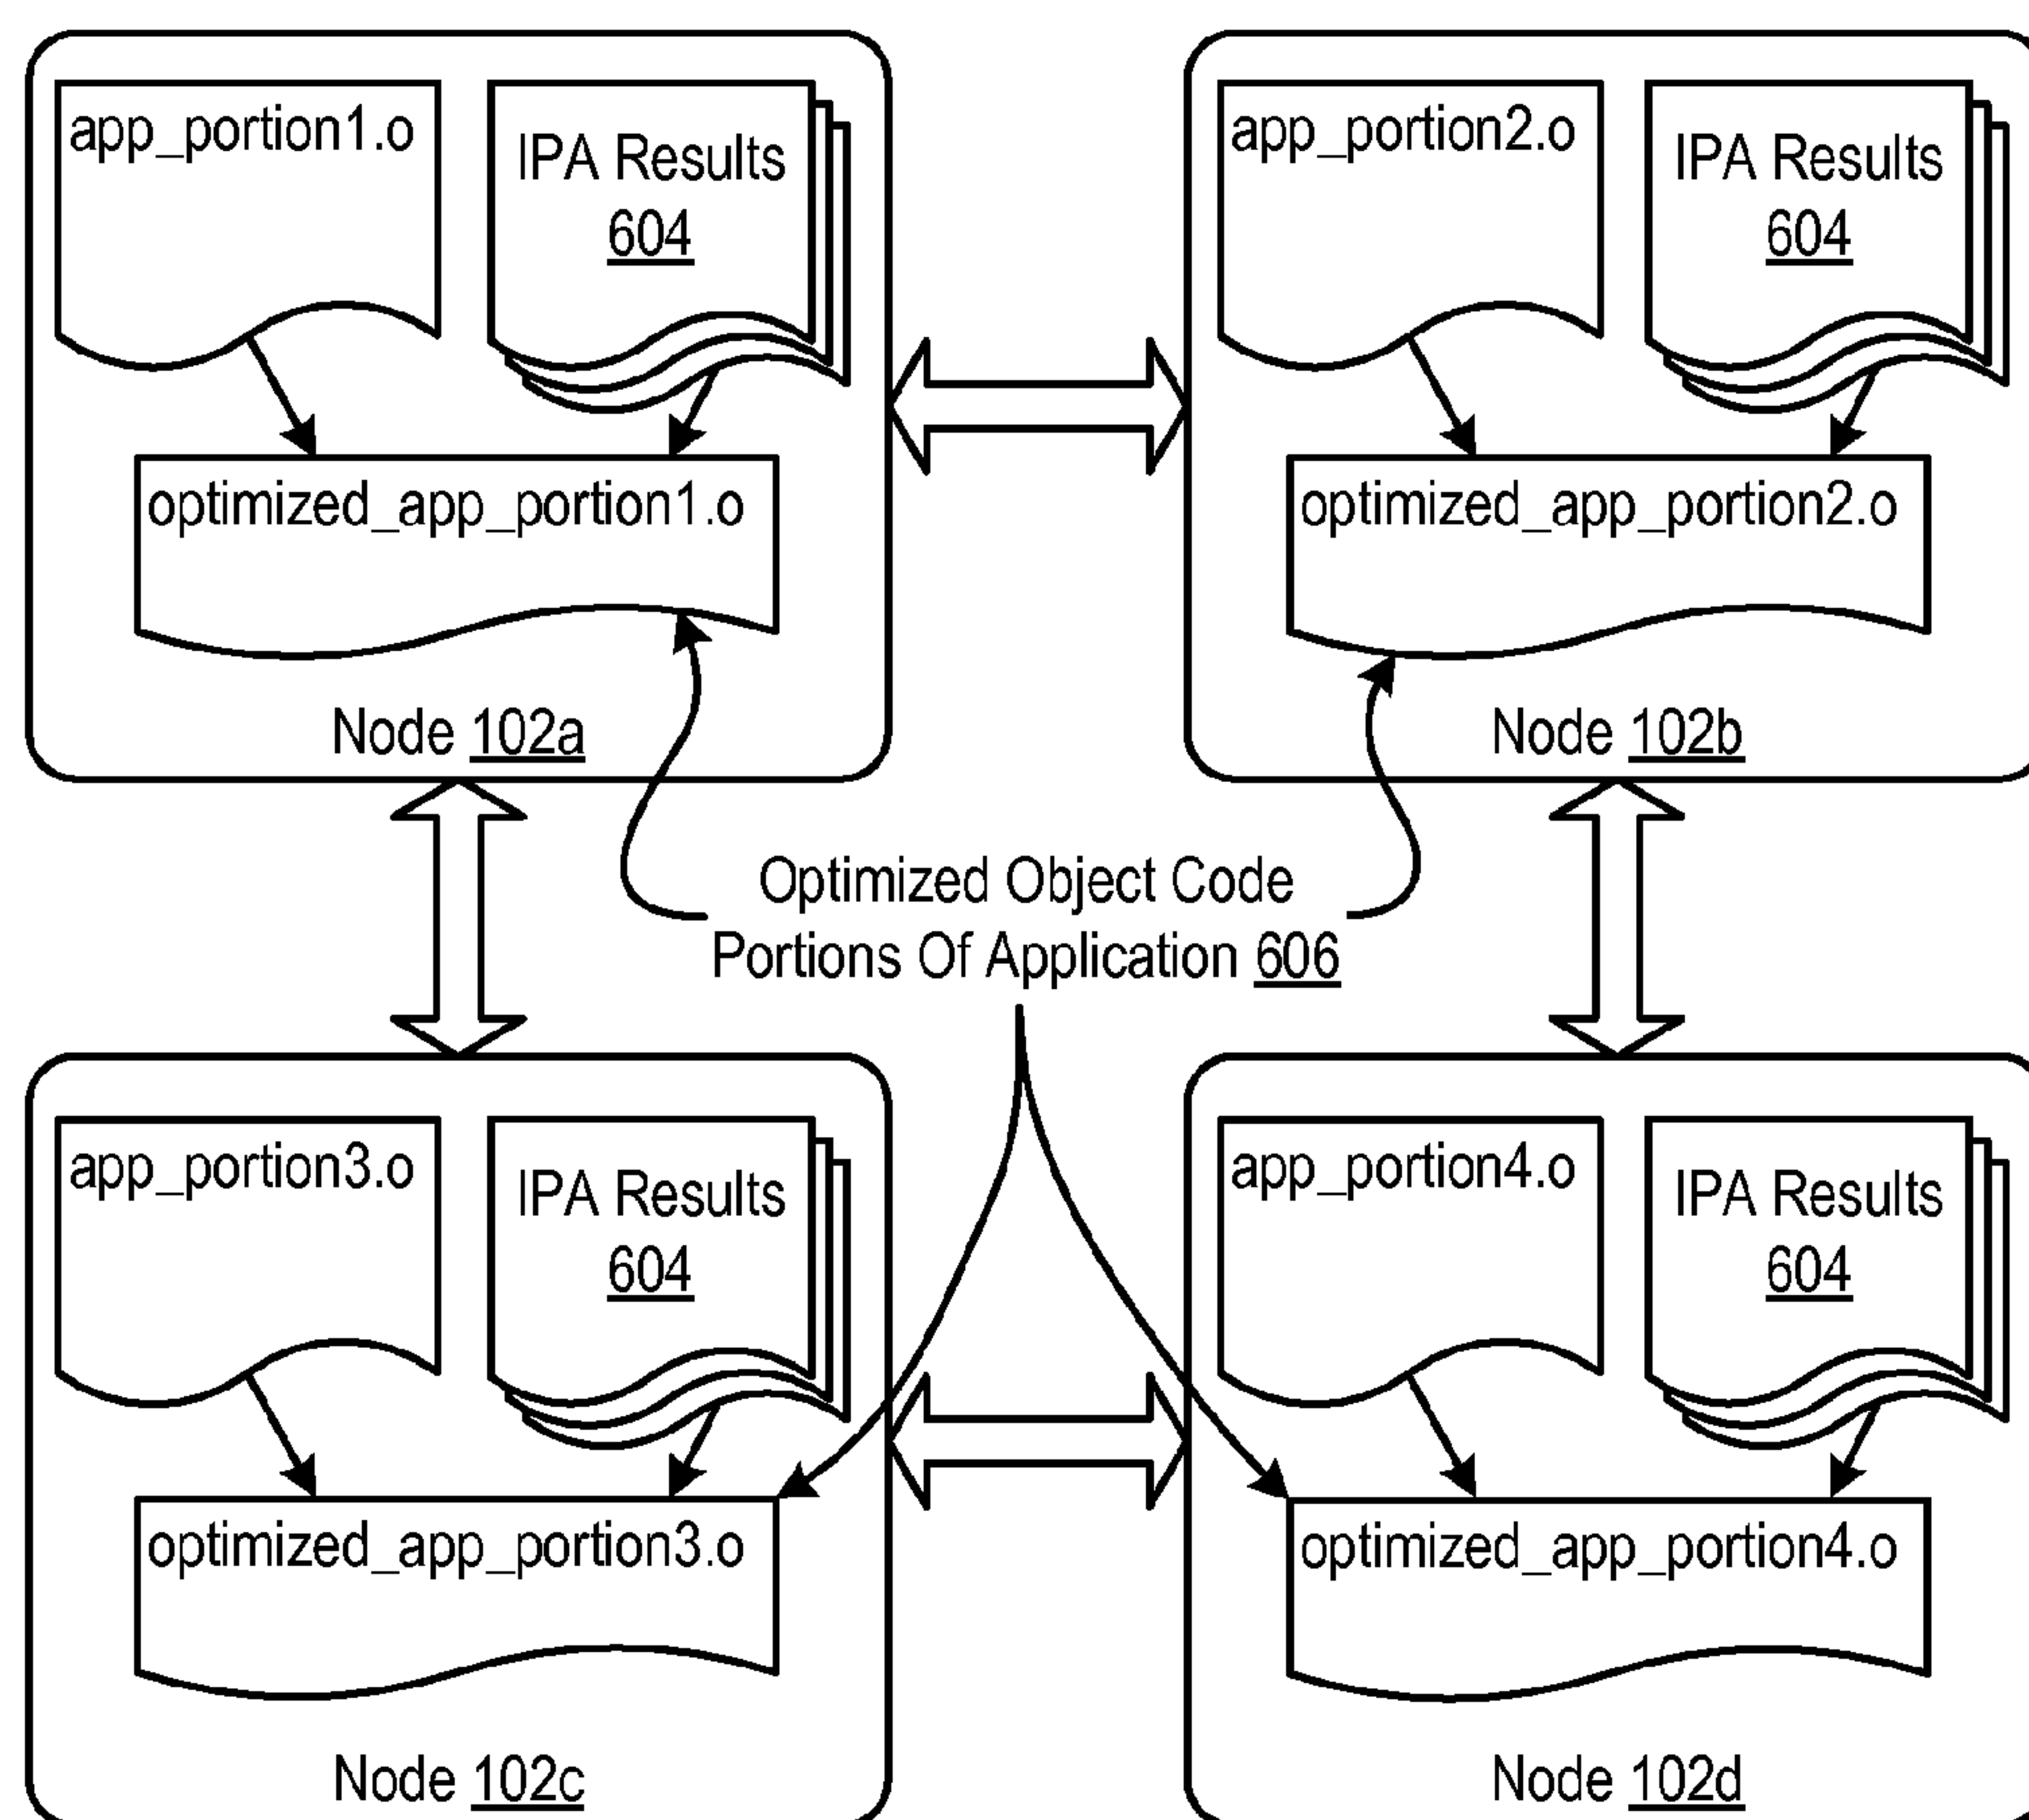 app_portion1.o
IPA Results
604
optimized_app_portion1.o
Node 102a
app_portion2.o
IPA Results
604
optimized_app_portion2.o
Node 102b
Optimized Object Code
Portions Of Application 606
app_portion3.o
IPA Results
604
optimized_app_portion3.o
Node 102c
app_portion4.o
IPA Results
604
optimized_app_portion4.o
Node 102d